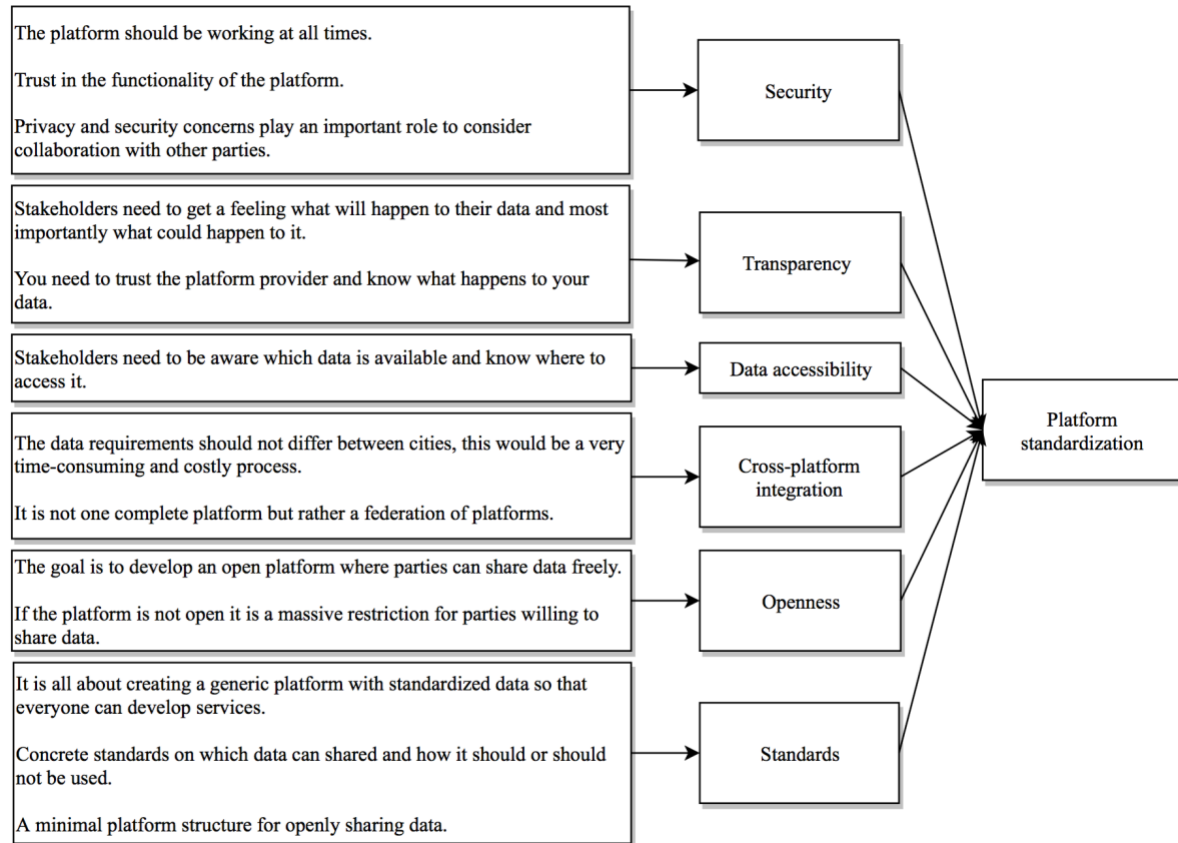 The platform should be working at all times.
Trust in the functionality of the platform.
Privacy and security concerns play an important role to consider
collaboration with other parties.
Security
Stakeholders need to get a feeling what will happen to their data and most
importantly what could happen to it.
You need to trust the platform provider and know what happens to your
data.
Transparency
Stakeholders need to be aware which data is available and know where to
access it.
Data accessibility
The data requirements should not differ between cities, this would be a very
time-consuming and costly process.
It is not one complete platform but rather a federation of platforms.
Cross-platform
integration
The goal is to develop an open platform where parties can share data freely.
If the platform is not open it is a massive restriction for parties willing to
share data.
Openness
It is all about creating a generic platform with standardized data so that
everyone can develop services.
Concrete standards on which data can shared and how it should or should
not be used.
A minimal platform structure for openly sharing data.
Standards
Platform
standardization